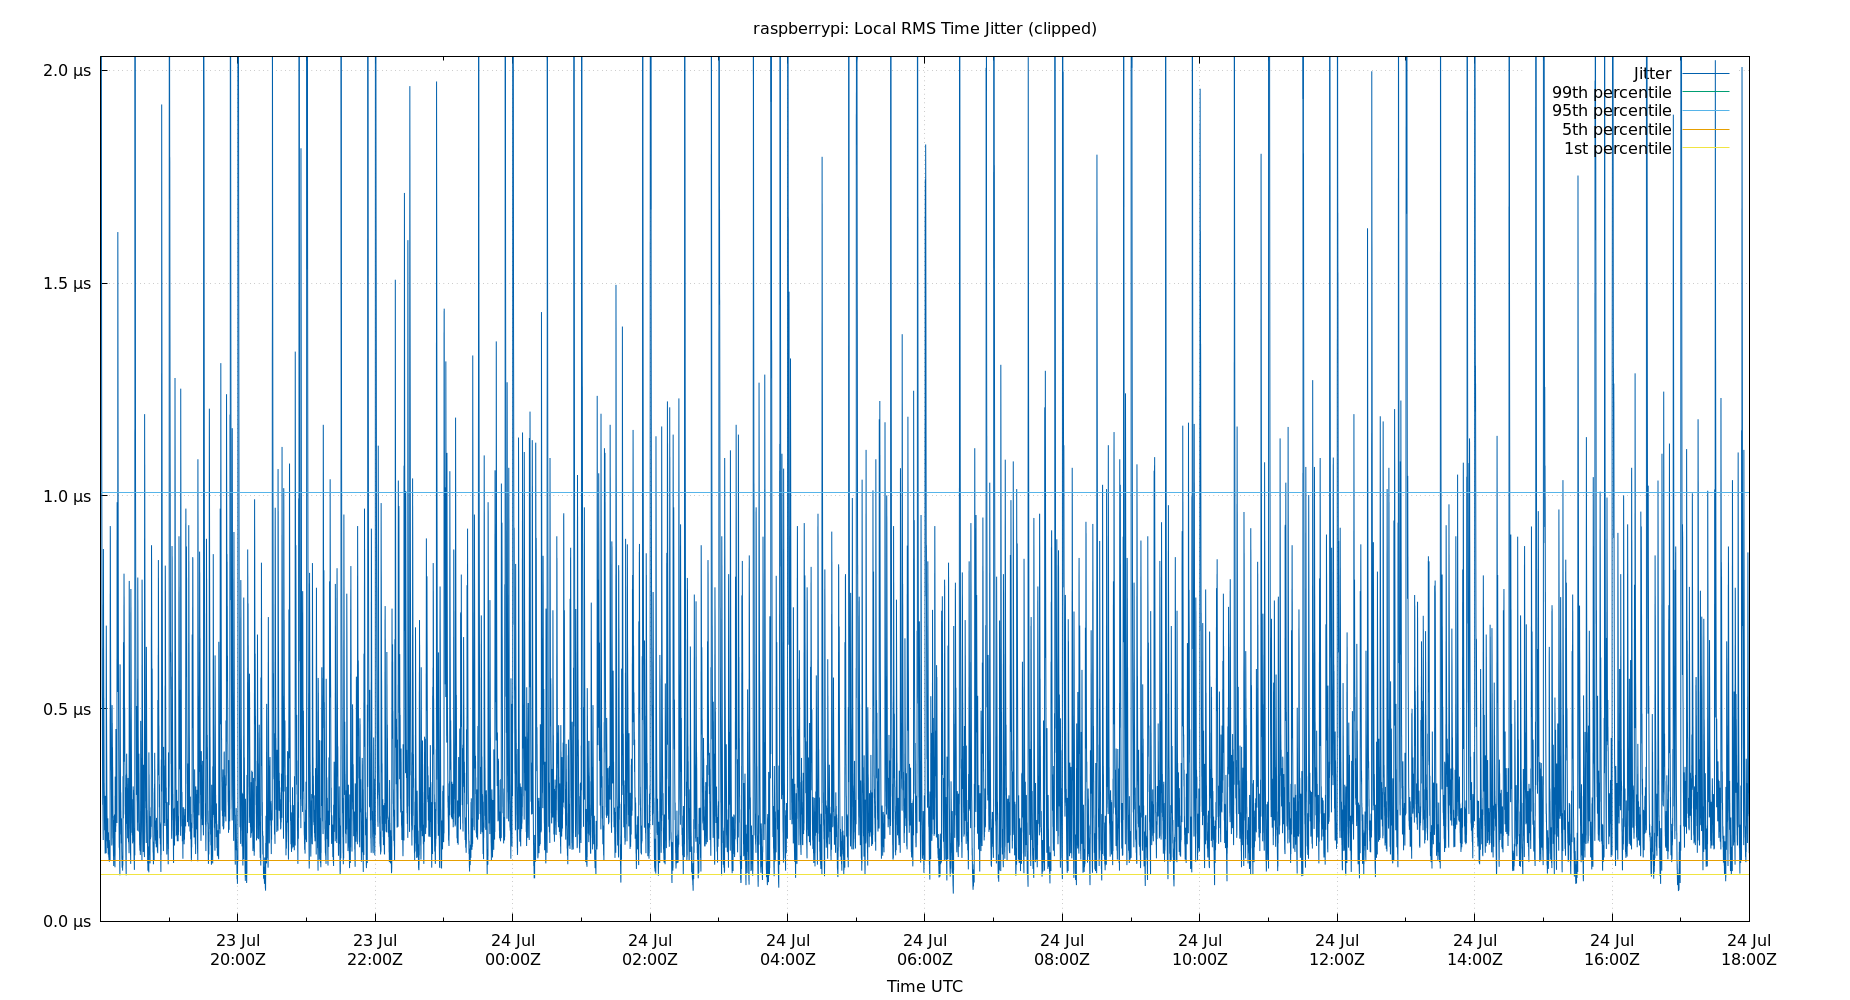 raspberrypi: Local RMS Time Jitter (clipped)
2.0 µs
1.5 µs
1.0 µs
0.5 µs
0.0 µs
Jitter
99th percentile
95th percentile
5th percentile
1st percentile
23 Jul 23 Jul 24 Jul 24 Jul 24 Jul 24 Jul 24 Jul 24 Jul 24 Jul 24 Jul 24 Jul 24 Jul
20:00Z 22:00Z 00:00Z 02:00Z 04:00Z 06:00Z 08:00Z 10:00Z 12:00Z 14:00Z 16:00Z 18:00Z
Time UTC